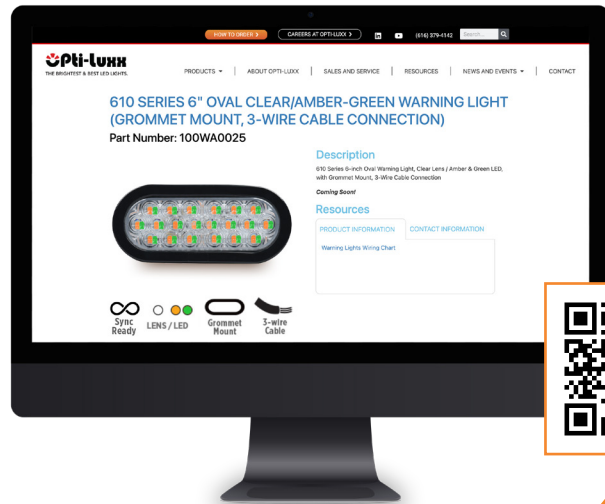 HOW TO ORDER >
CAREERS AT OPTI-LUXX >
in
(616) 379-4142
Search...
OPti-Luxx
THE BRIGHTEST & BEST LED LIGHTS.
PRODUCTS
ABOUT OPTI-LUXX
SALES AND SERVICE
RESOURCES
NEWS AND EVENTS
CONTACT
610 SERIES 6" OVAL CLEAR/AMBER-GREEN WARNING LIGHT
(GROMMET MOUNT, 3-WIRE CABLE CONNECTION)
Part Number: 100WA0025
Description
610 Series 6-inch Oval Warning Light, Clear Lens / Amber & Green LED,
with Grommet Mount, 3-Wire Cable Connection
Coming Soon!
Resources
PRODUCT INFORMATION
CONTACT INFORMATION
Warning Lights Wiring Chart
Sync
Ready
LENS / LED
Grommet
Mount
3-wire
Cable